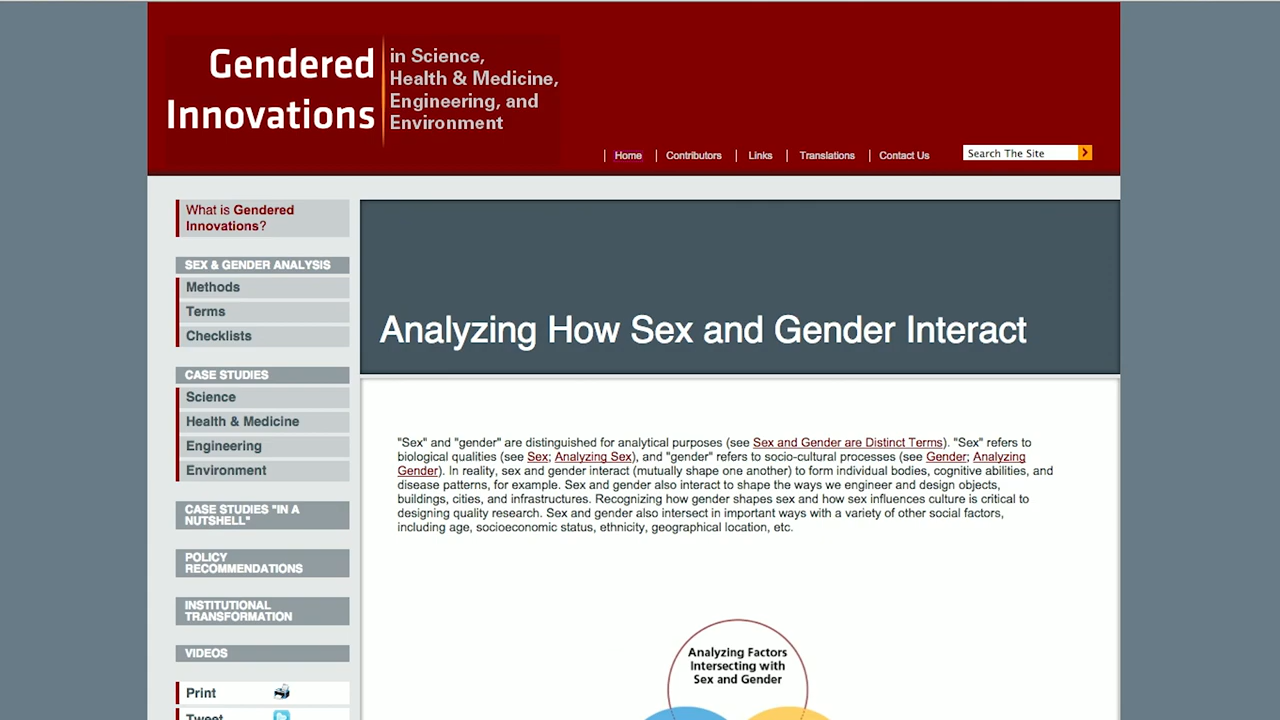 Gendered
Innovations
in Science,
Health & Medicine,
Engineering, and
Environment
Home
Contributors
Links
Translations
Contact Us
Search The Site
What is Gendered
Innovations?
SEX & GENDER ANALYSIS
Methods
Terms
Checklists
CASE STUDIES
Science
Health & Medicine
Engineering
Environment
CASE STUDIES "IN A
NUTSHELL"
POLICY
RECOMMENDATIONS
INSTITUTIONAL
TRANSFORMATION
VIDEOS
Print
Tweet
Analyzing How Sex and Gender Interact
"Sex" and "gender" are distinguished for analytical purposes (see Sex and Gender are Distinct Terms). "Sex" refers to
biological qualities (see Sex; Analyzing Sex), and "gender" refers to socio-cultural processes (see Gender; Analyzing
Gender). In reality, sex and gender interact (mutually shape one another) to form individual bodies, cognitive abilities, and
disease patterns, for example. Sex and gender also interact to shape the ways we engineer and design objects,
buildings, cities, and infrastructures. Recognizing how gender shapes sex and how sex influences culture is critical to
designing quality research. Sex and gender also intersect in important ways with a variety of other social factors,
including age, socioeconomic status, ethnicity, geographical location, etc.
Analyzing Factors
Intersecting with
Sex and Gender